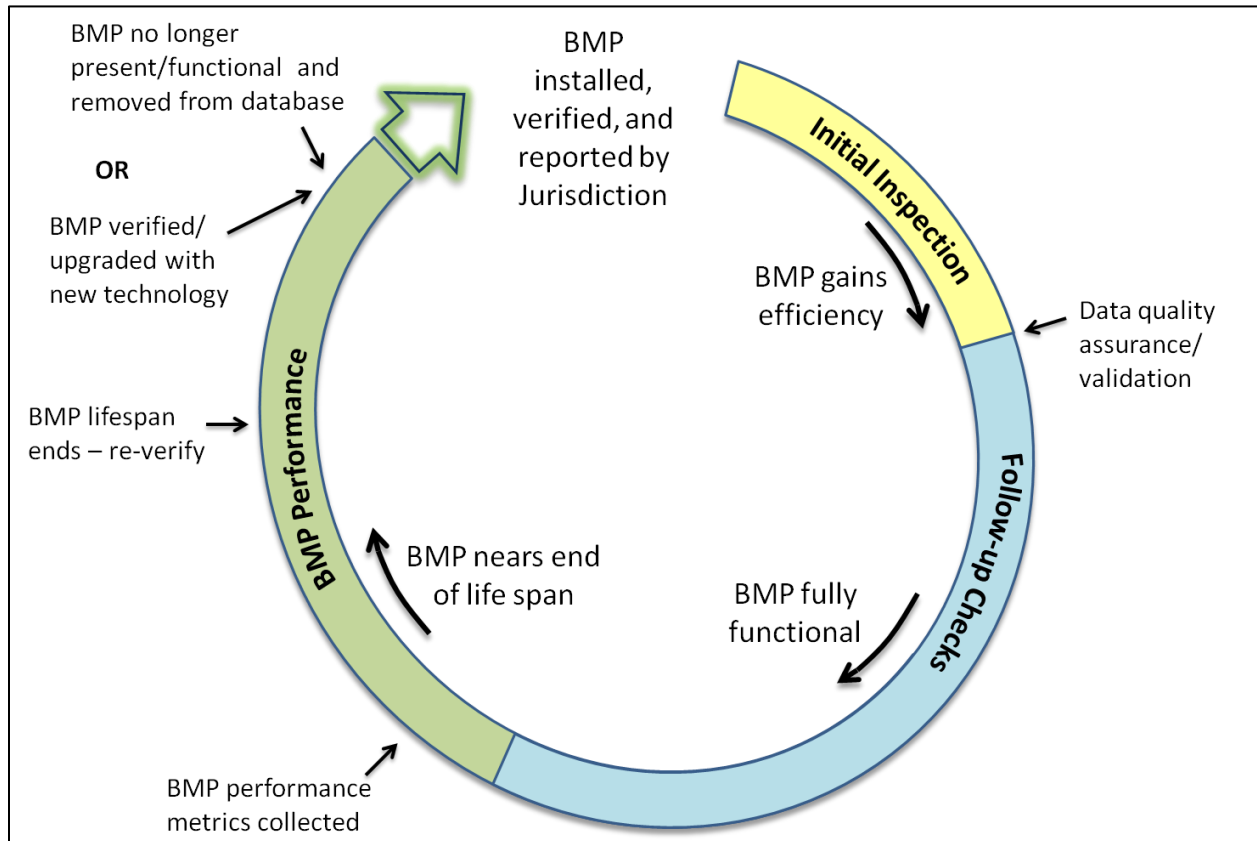 BMP no longer
present/functional and
removed from database
OR
BMP verified/
upgraded with
new technology
BMP lifespan
ends – re-verify
BMP performance
metrics collected
BMP
installed,
verified, and
reported by
Jurisdiction
Initial Inspection
BMP gains
efficiency
Data quality
assurance/
validation
Follow-up Checks
BMP fully
functional
BMP nears end
of life span
BMP Performance